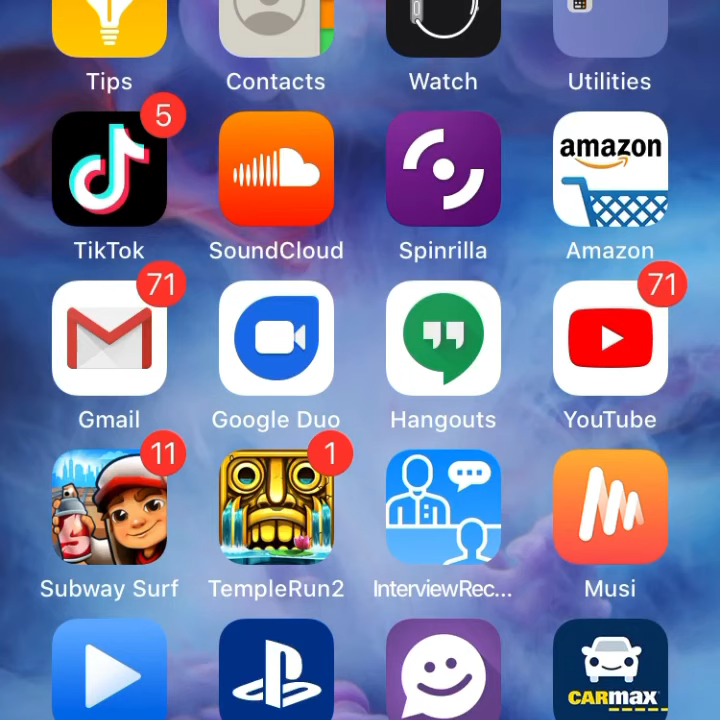 Tips Contacts Watch Utilities
5
amazon
TikTok SoundCloud Spinrilla Amazon
71 71
Gmail Google Duo Hangouts YouTube
11 1
Subway Surf TempleRun2 InterviewRec...
Musi
CARMAX